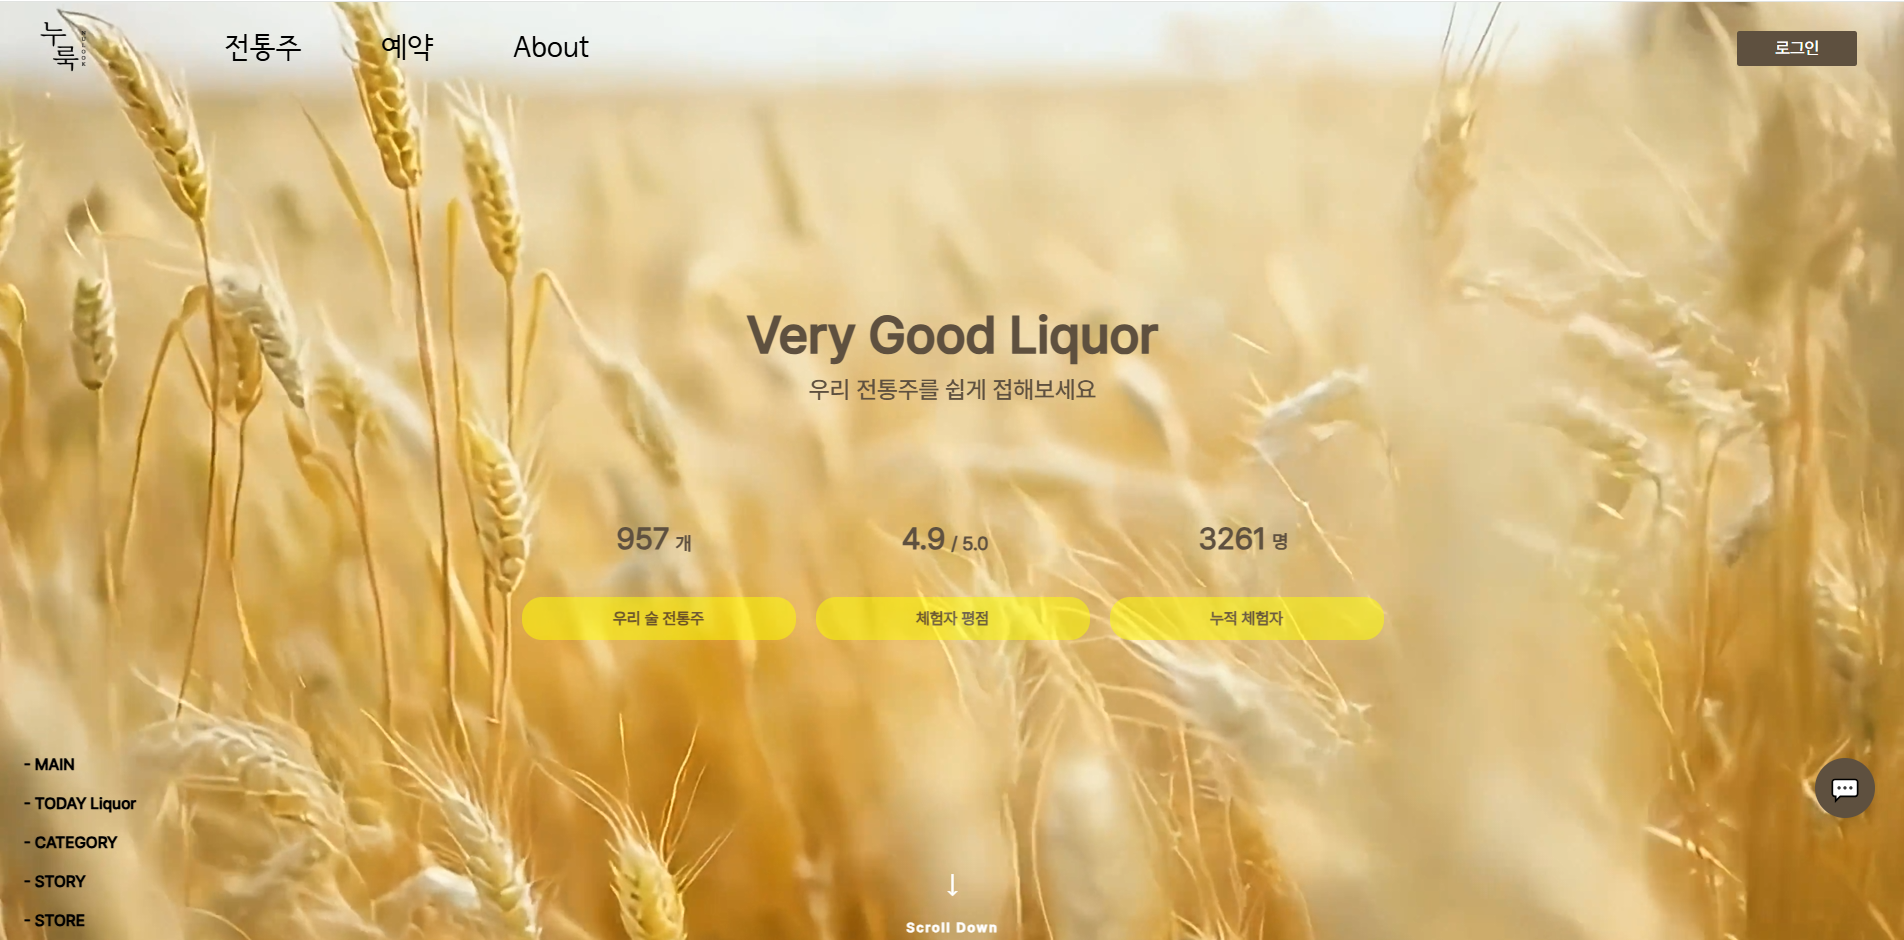 누룩
전통주
예약
About
로그인
Very Good Liquor
우리 전통주를 쉽게 접해보세요
957 개
4.9 / 5.0
3261 명
우리 술 전통주
체험자 평점
누적 체험자
- MAIN
- TODAY Liquor
- CATEGORY
- STORY
- STORE
Scroll Down